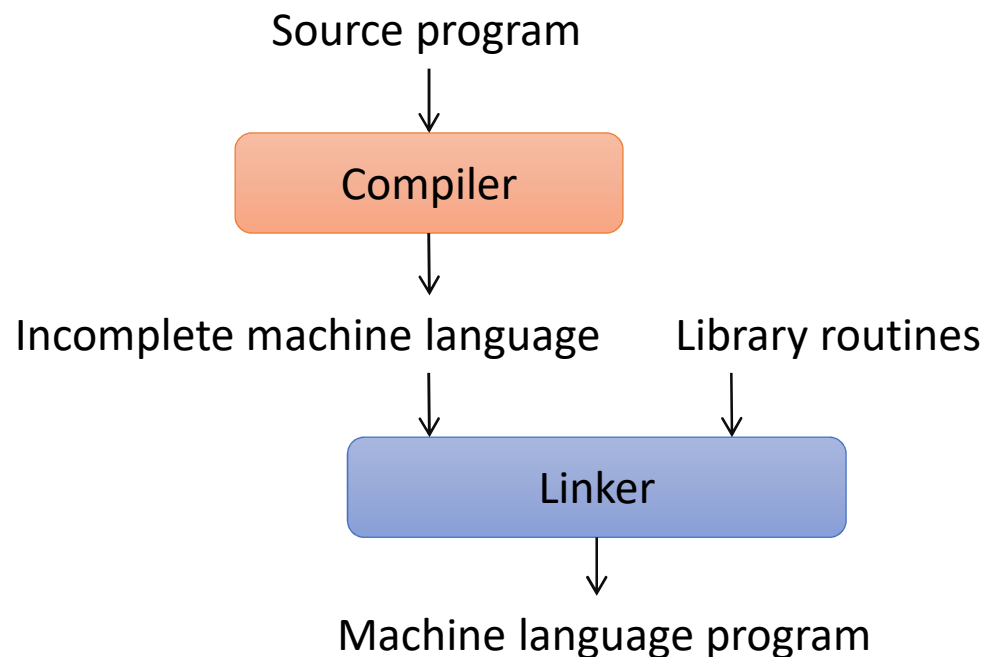 Source program
Compiler
Incomplete machine language
Library routines
Linker
Machine language program